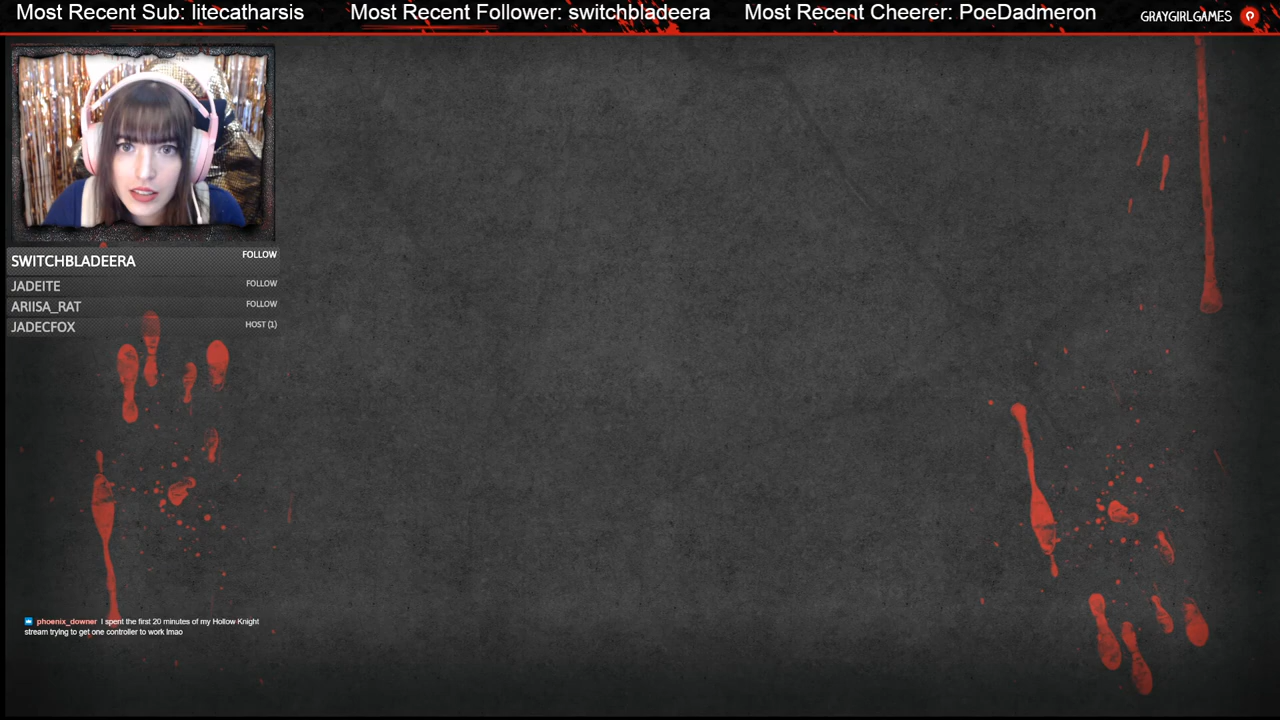 Most Recent Sub: litecatharsis Most Recent Follower: switchbladeera Most Recent Cheerer: PoeDadmeron GRAYGIRLGAMES
SWITCHBLADEERA FOLLOW
JADEITE FOLLOW
ARIISA_RAT FOLLOW
JADECFOX HOST (1)
phoenix_downer I spent the first 20 minutes of my Hollow Knight
stream trying to get one controller to work lmao